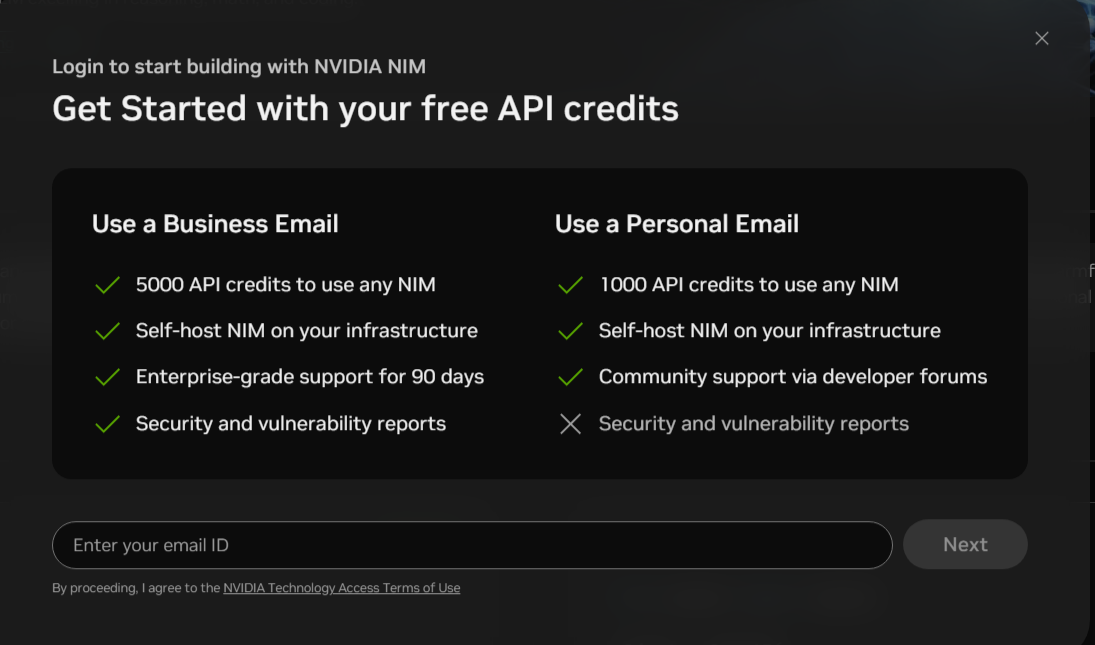 Login to start building with NVIDIA NIM
Get Started with your free API credits
Use a Business Email
5000 API credits to use any NIM
Self-host NIM on your infrastructure
Enterprise-grade support for 90 days
Security and vulnerability reports
Use a Personal Email
1000 API credits to use any NIM
Self-host NIM on your infrastructure
Community support via developer forums
Security and vulnerability reports
Enter your email ID
Next
By proceeding, I agree to the NVIDIA Technology Access Terms of Use